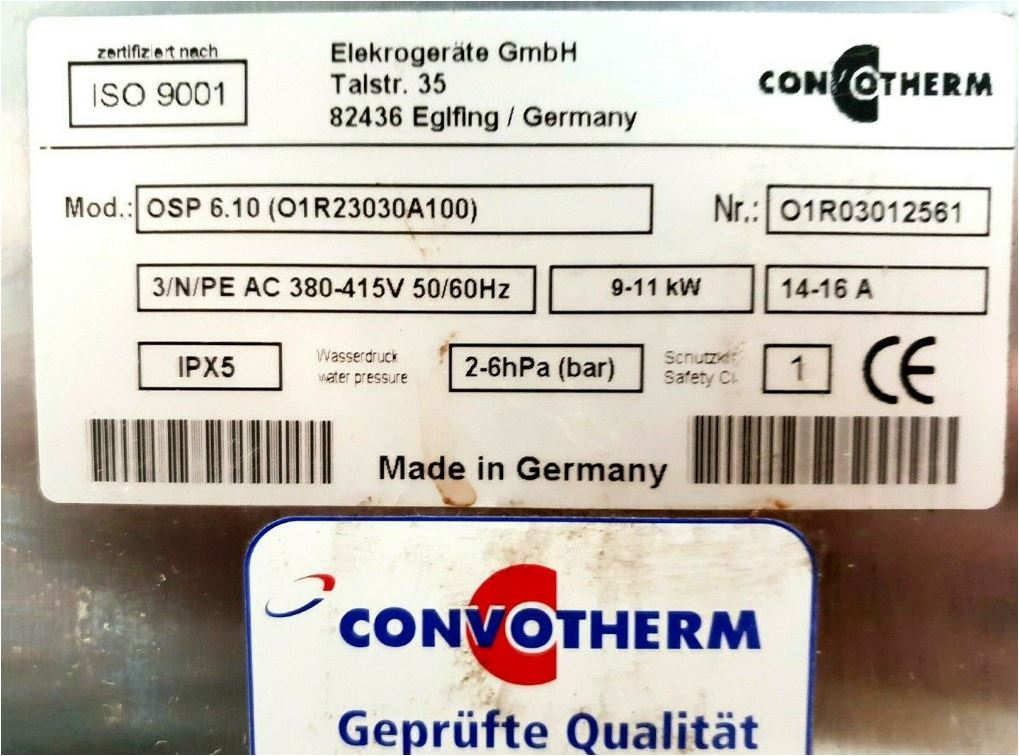 zertifiziert nach
ISO 9001
Elekrogeräte GmbH
Talstr. 35
82436 Eglfing / Germany
CONVOTHERM
Mod.: OSP 6.10 (O1R23030A100) Nr.: O1R03012561
3/N/PE AC 380-415V 50/60Hz 9-11 kW 14-16 A
IPX5 Wasserdruck 2-6hPa (bar) 1 CE
water pressure Safety Cl.
Made in Germany
CONVOTHERM
Geprüfte Qualität